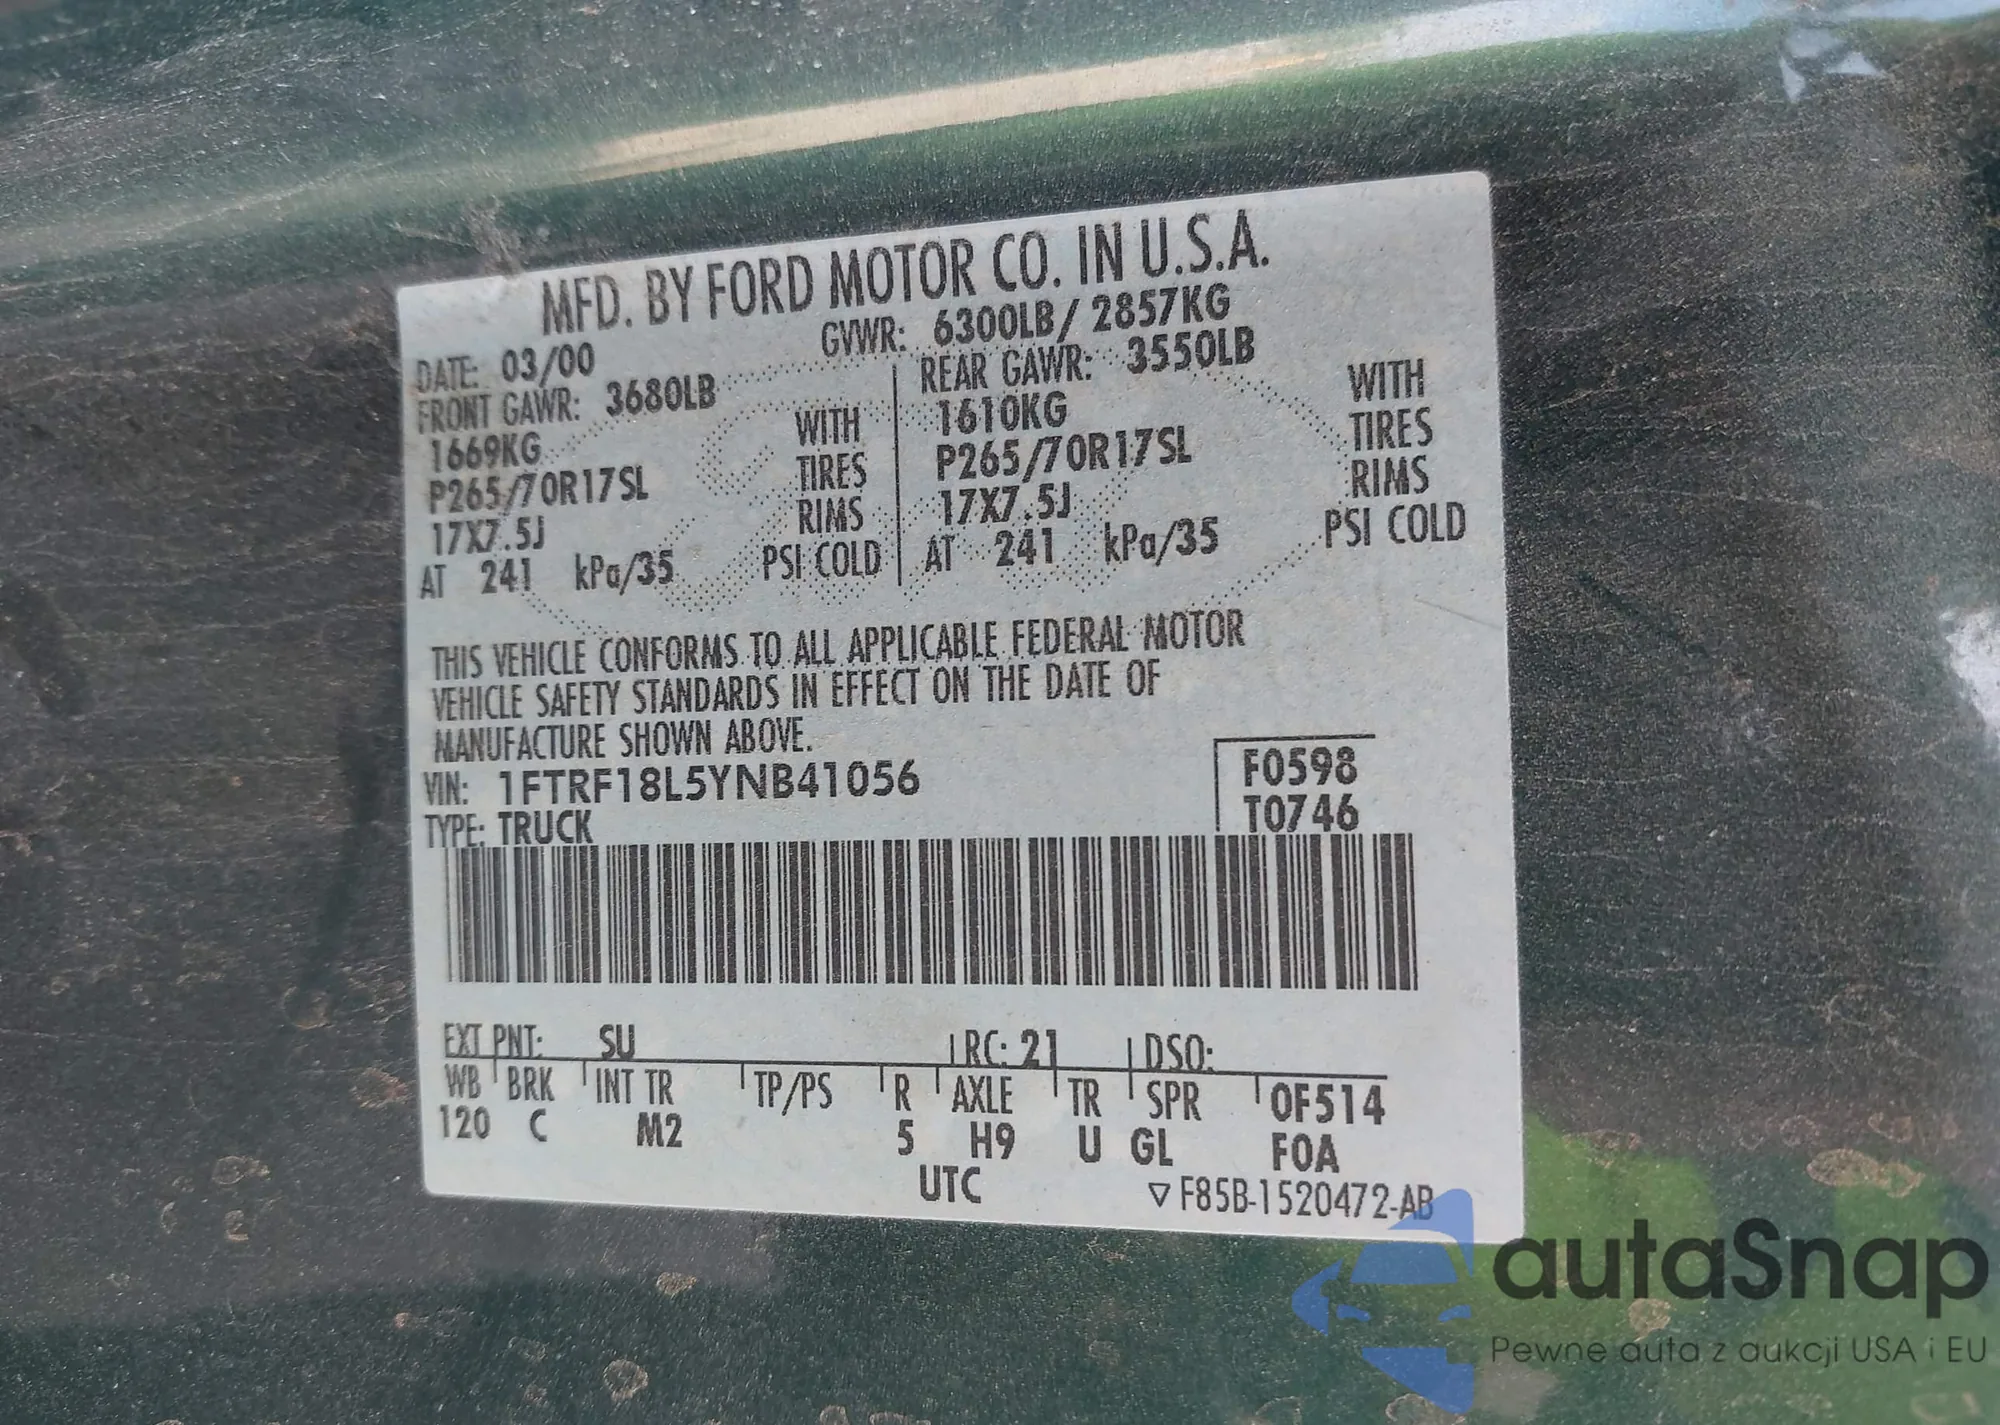 MFD. BY FORD MOTOR CO. IN U.S.A.
DATE: 03/00 GVWR: 6300LB/ 2857KG
FRONT GAWR: 3680LB REAR GAWR: 3550LB
1669KG WITH 1610KG WITH
P265/70R17SL TIRES P265/70R17SL TIRES
17X7.5J RIMS 17X7.5J RIMS
AT 241 kPa/35 PSI COLD AT 241 kPa/35 PSI COLD
THIS VEHICLE CONFORMS TO ALL APPLICABLE FEDERAL MOTOR
VEHICLE SAFETY STANDARDS IN EFFECT ON THE DATE OF
MANUFACTURE SHOWN ABOVE.
VIN: 1FTRF18L5YNB41056 F0598
TYPE: TRUCK T0746
EXT PNT: SU RC: 21 DSO:
WB BRK INT TR TP/PS R AXLE TR SPR 0F514
120 C M2 5 H9 U GL F0A
UTC ▽ F85B-1520472-AB
autaSnap
Pewne auta z aukcji USA i EU